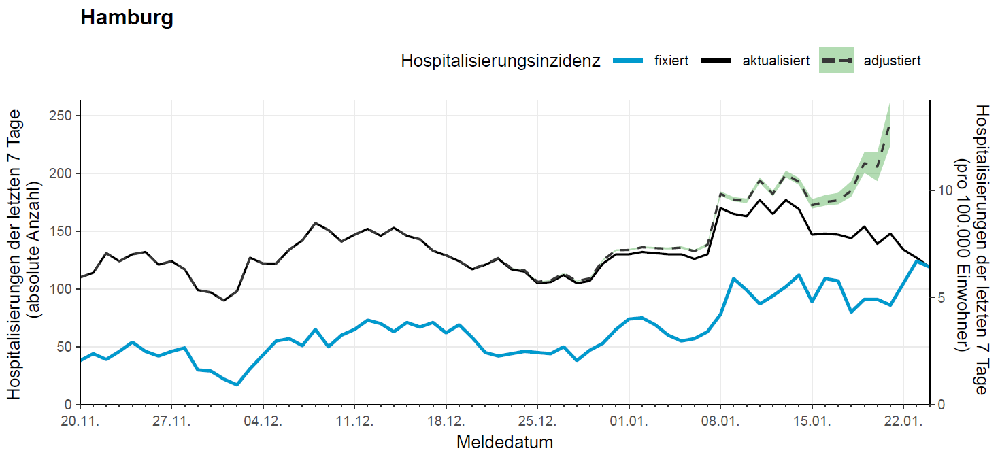 Hamburg
Hospitalisierungsinzidenz fixiert aktualisiert adjustiert
Hospitalisierungen der letzten 7 Tage
(absolute Anzahl)
250
200
150
100
50
0
10
5
0
Hospitalisierungen der letzten 7 Tage
(pro 100.000 Einwohner)
20.11. 27.11. 04.12. 11.12. 18.12. 25.12. 01.01. 08.01. 15.01. 22.01.
Meldedatum